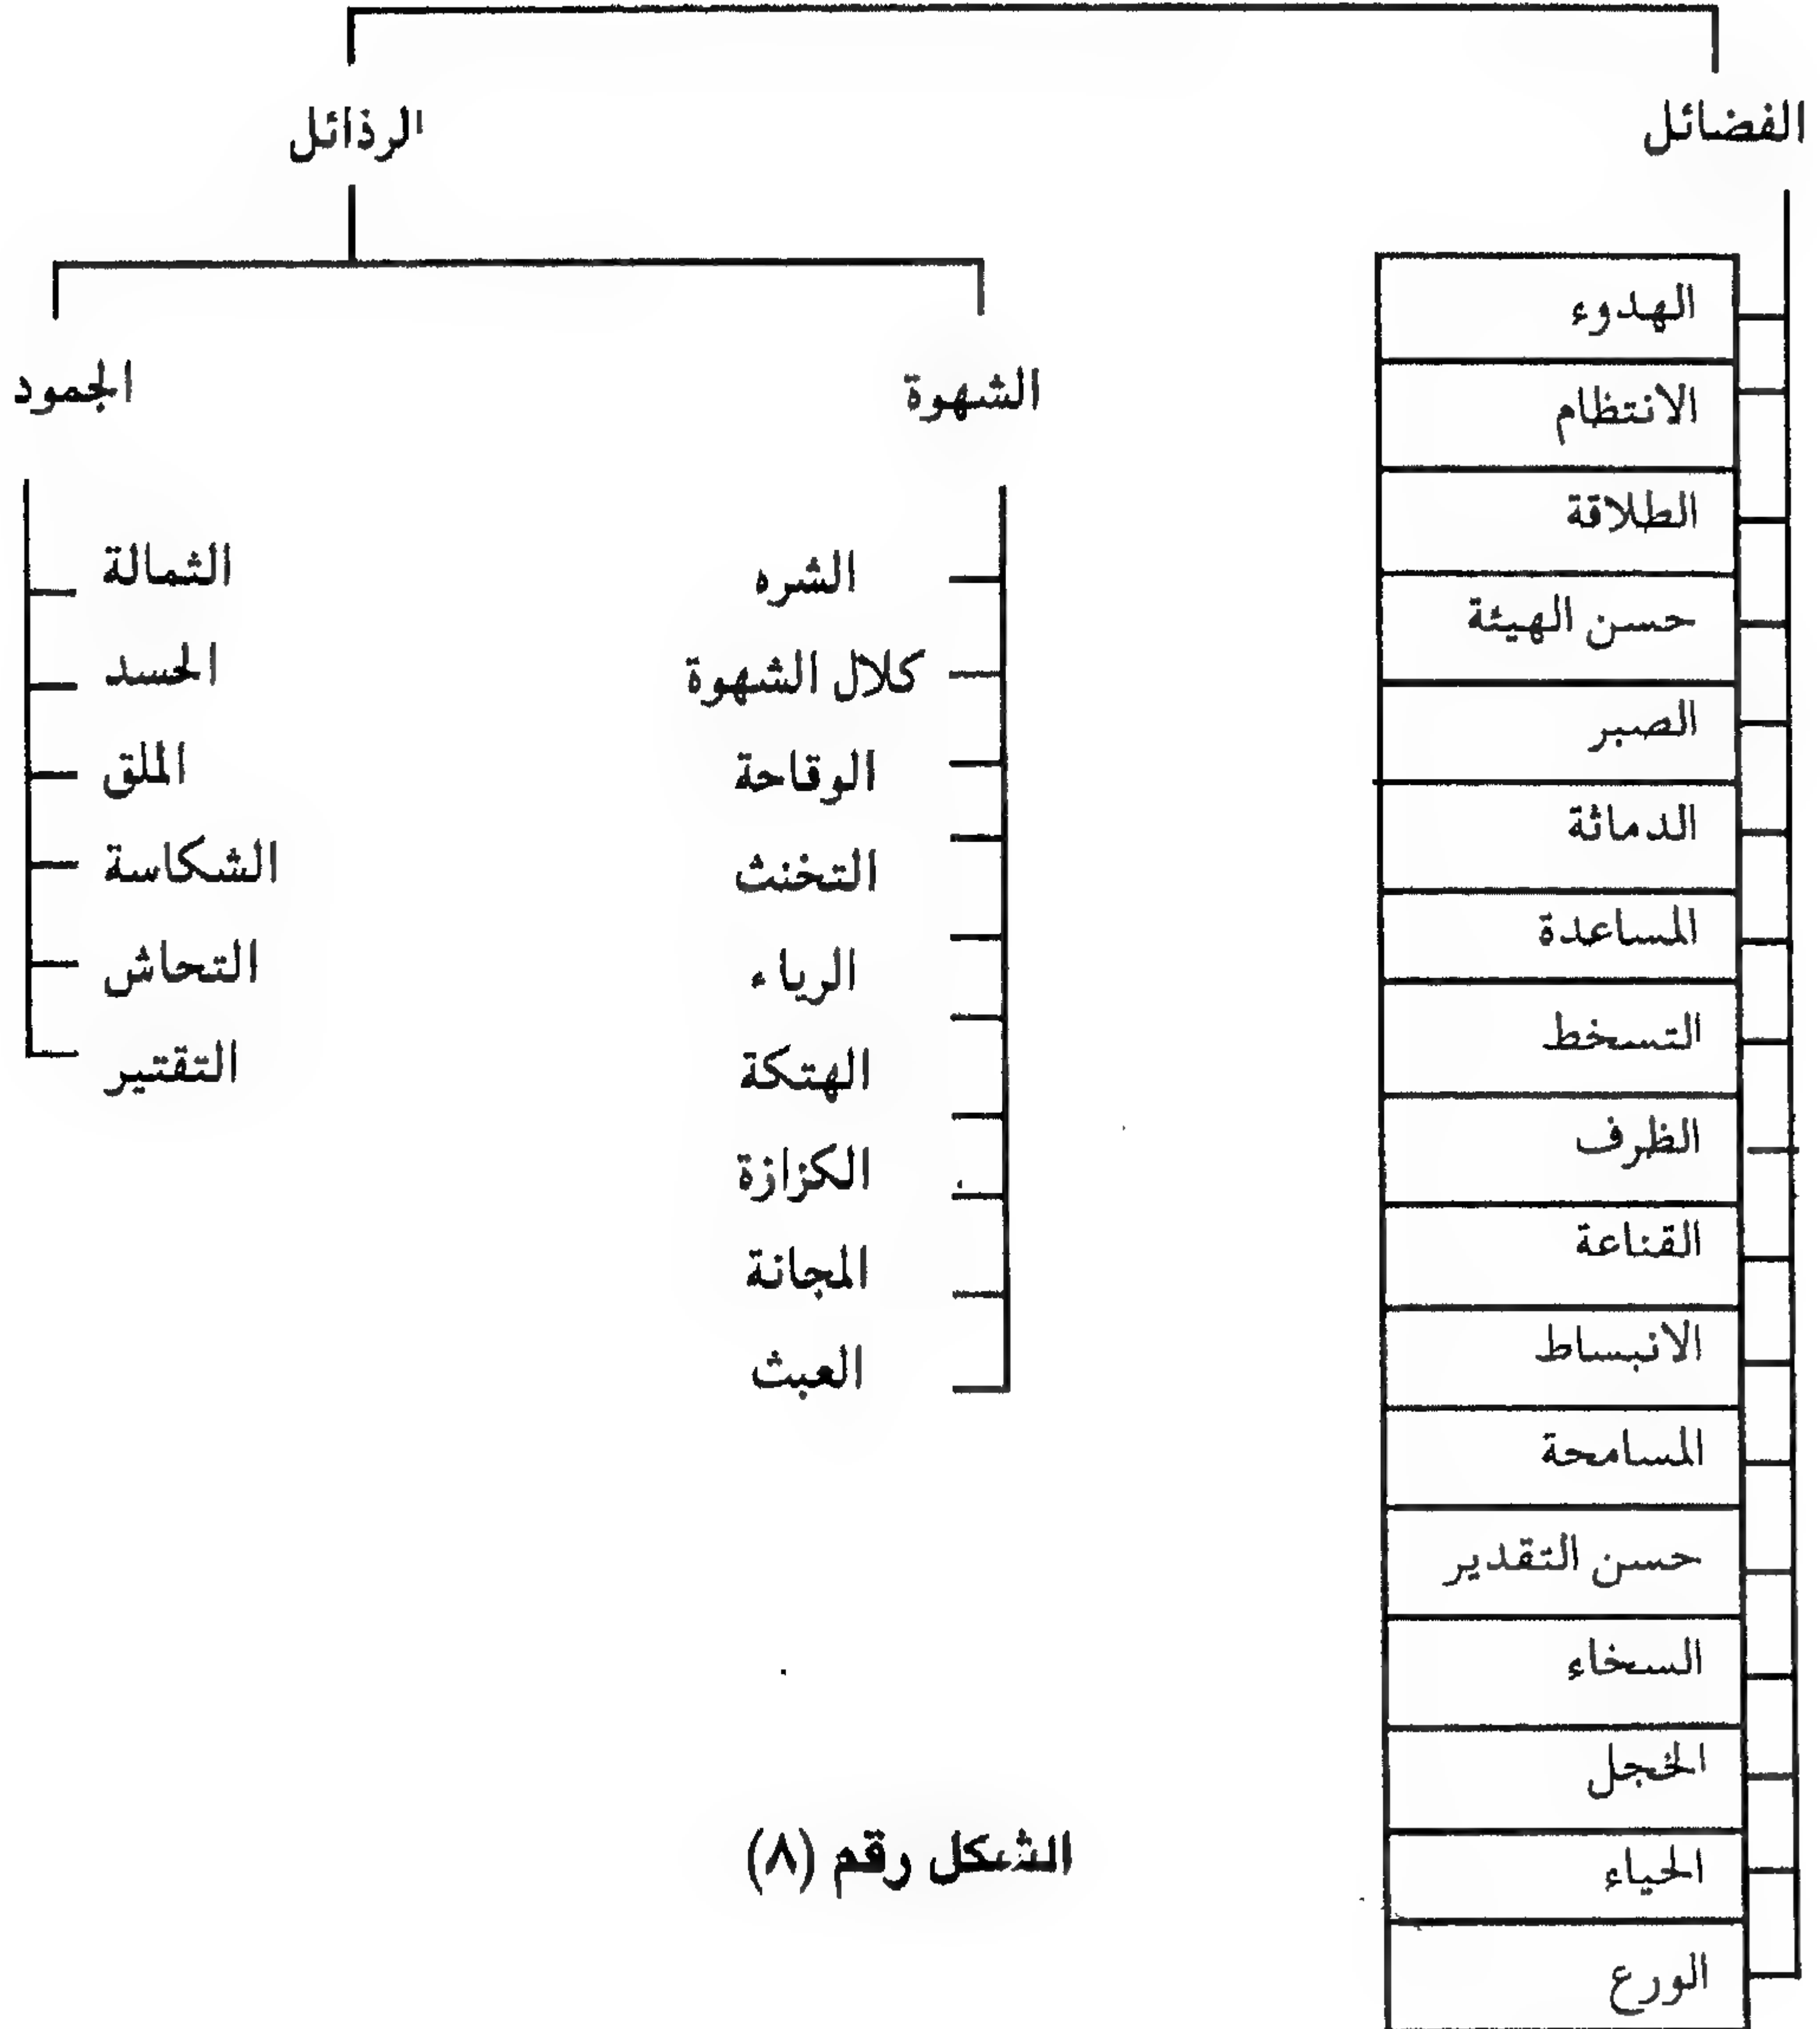 الفضائل
الهدوء
الانتظام
الطلاقة
حسن الهيئة
الصبر
الدماثة
المساعدة
التسخط
الظرف
القناعة
الانبساط
المسامحة
حسن التقدير
السخاء
الخجل
الحياء
الورع
الرذائل
الشهوة
الشره
كلال الشهوة
الوقاحة
التخنث
الرياء
الهتكة
الكزازة
المجانة
العبث
الجمود
الثمالة
الحسد
الملق
الشكاسة
التحاش
التقتير
الشكل رقم (٨)